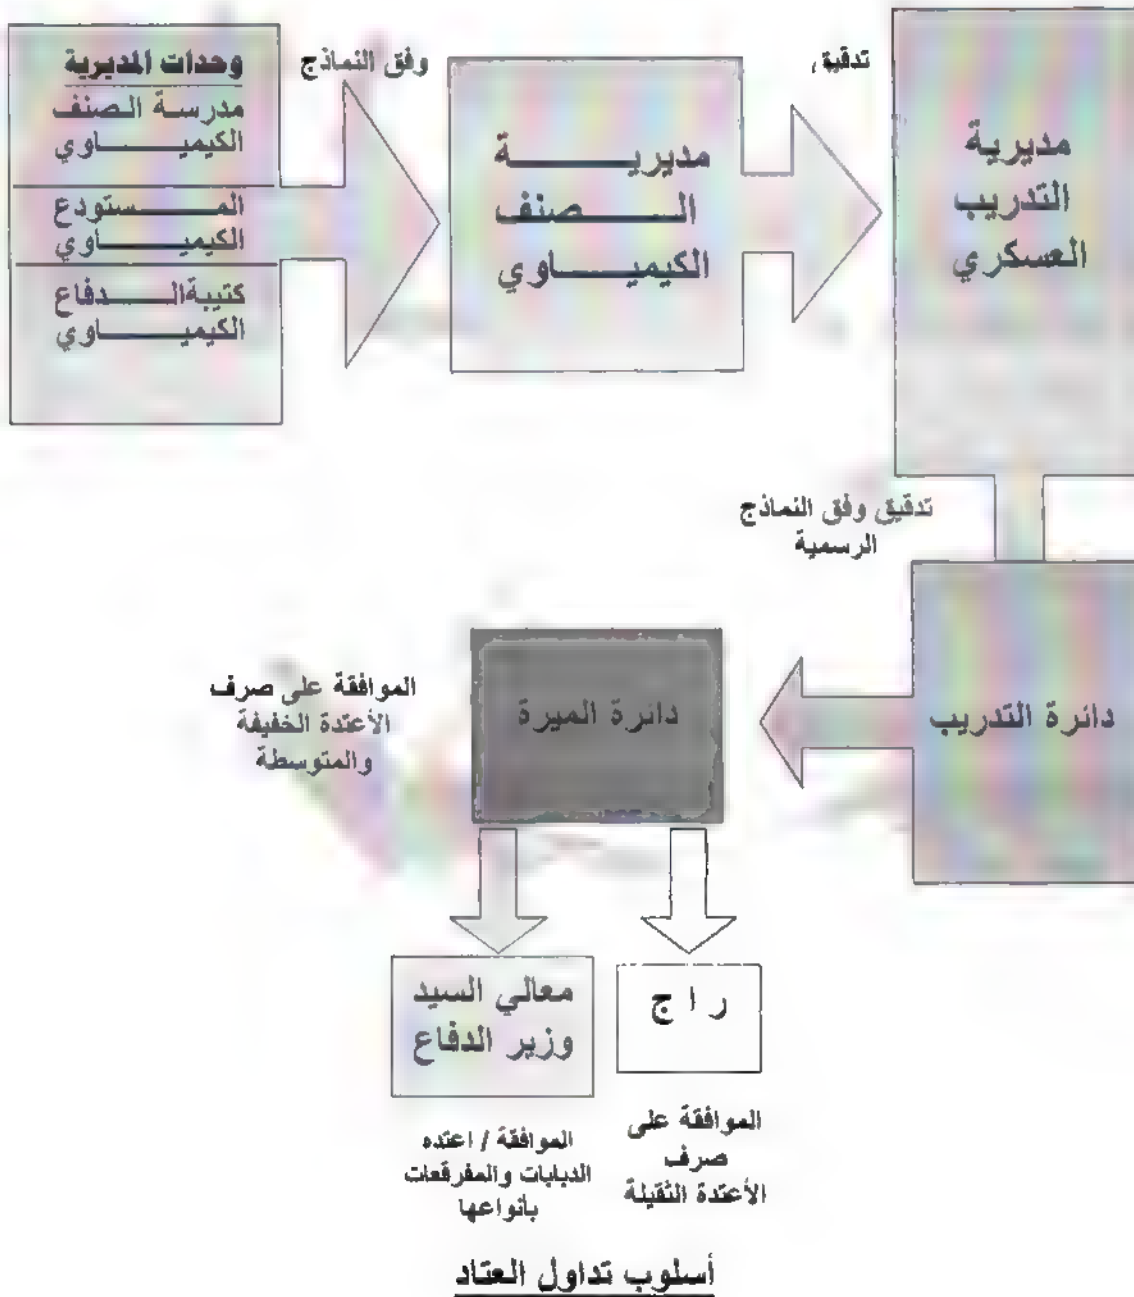 وحدات المديرية
مدرسة الصنف
الكيمياوي
المستودع
الكيمياوي
كتيبة الدفاع
الكيمياوي
وفق النماذج
مديرية
الصنف
الكيمياوي
تدقيق،
مديرية
التدريب
العسكري
تدقيق وفق النماذج
الرسمية
دائرة التدريب
دائرة الميرة
الموافقة على صرف
الأعتدة الخفيفة
والمتوسطة
ر ا ج
الموافقة على
صرف
الأعتدة الثقيلة
معالي السيد
وزير الدفاع
الموافقة / اعتده
الدبابات والمفرقعات
بأنواعها
أسلوب تداول العتاد